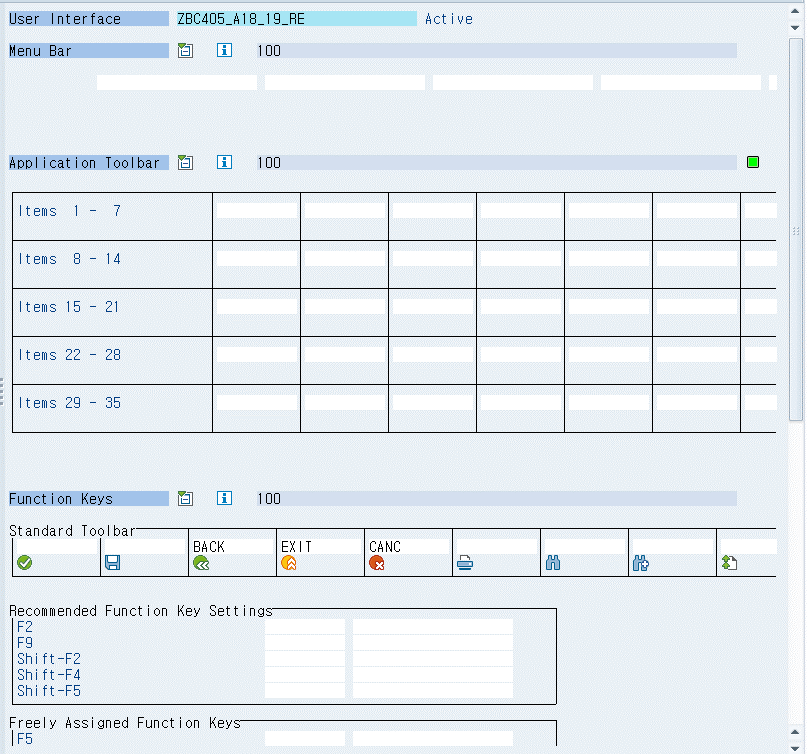 User Interface ZBC405_A18_19_RE Active
Menu Bar 100
Application Toolbar 100
Items 1 - 7
Items 8 - 14
Items 15 - 21
Items 22 - 28
Items 29 - 35
Function Keys 100
Standard Toolbar
BACK EXIT CANC
Recommended Function Key Settings
F2
F9
Shift-F2
Shift-F4
Shift-F5
Freely Assigned Function Keys
F5